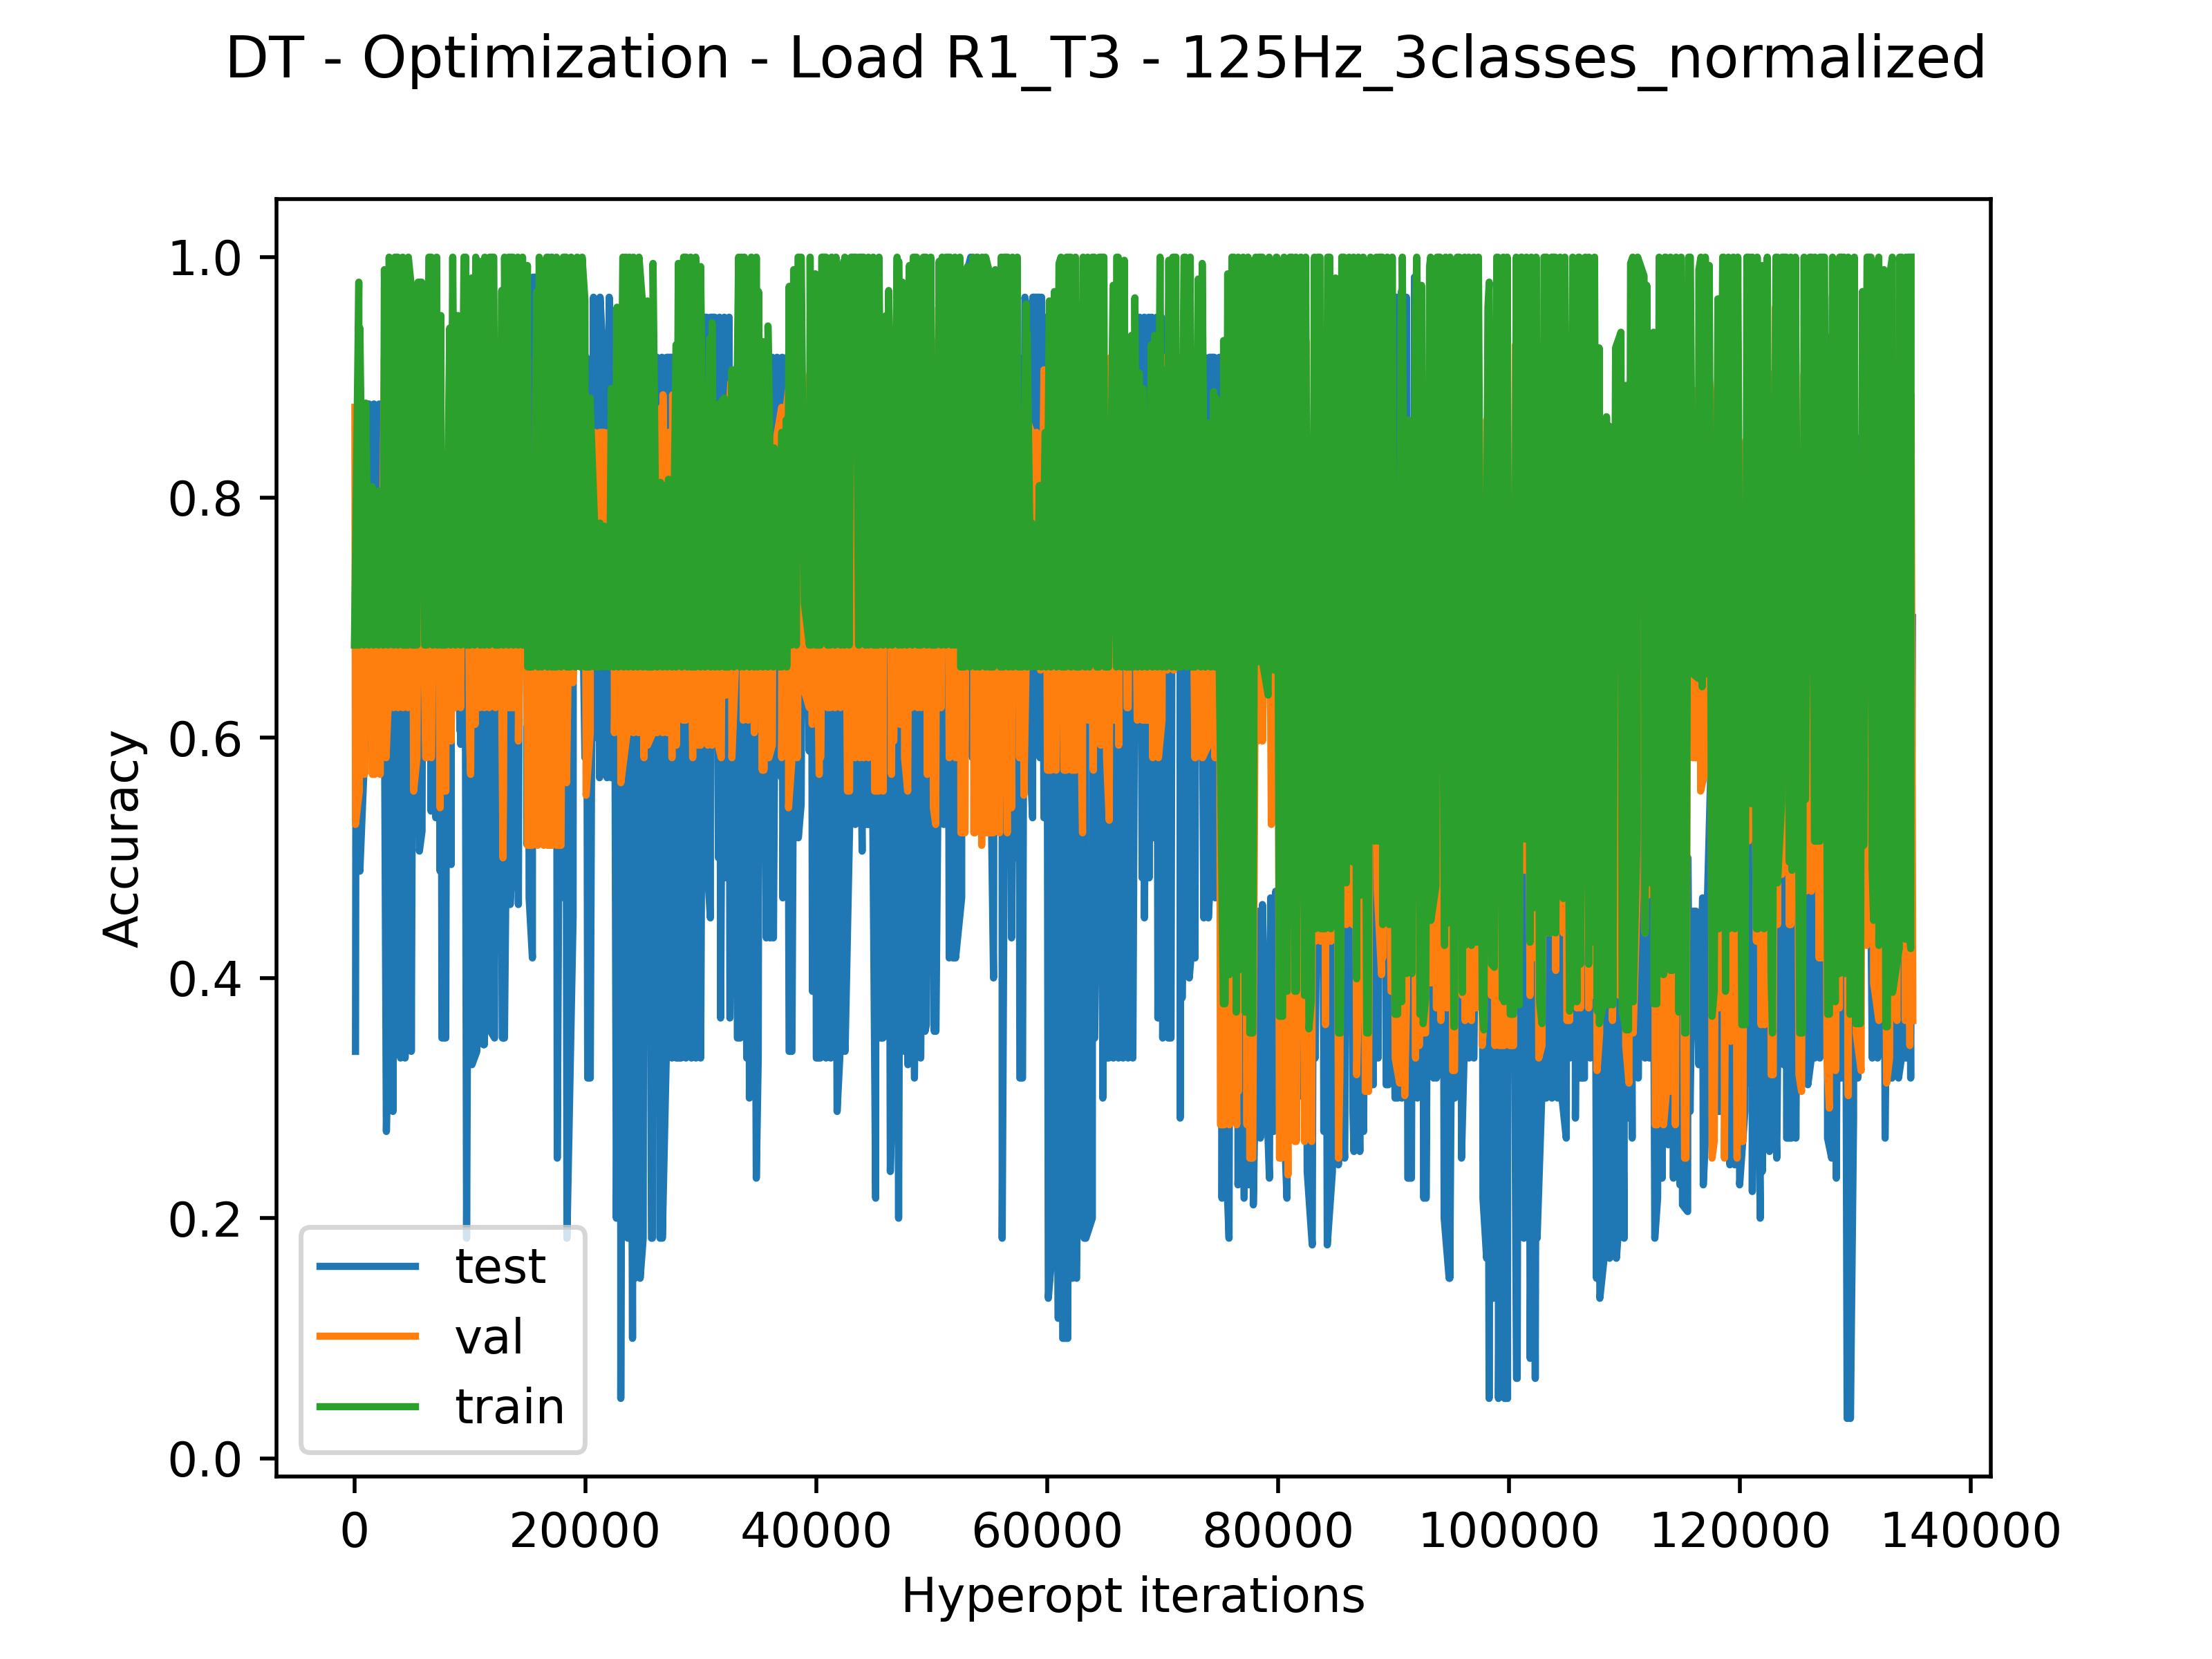 DT - Optimization - Load R1_T3 - 125Hz_3classes_normalized
1.0
0.8
0.6
0.4
0.2
0.0
Accuracy
test
val
train
0 20000 40000 60000 80000 100000 120000 140000
Hyperopt iterations